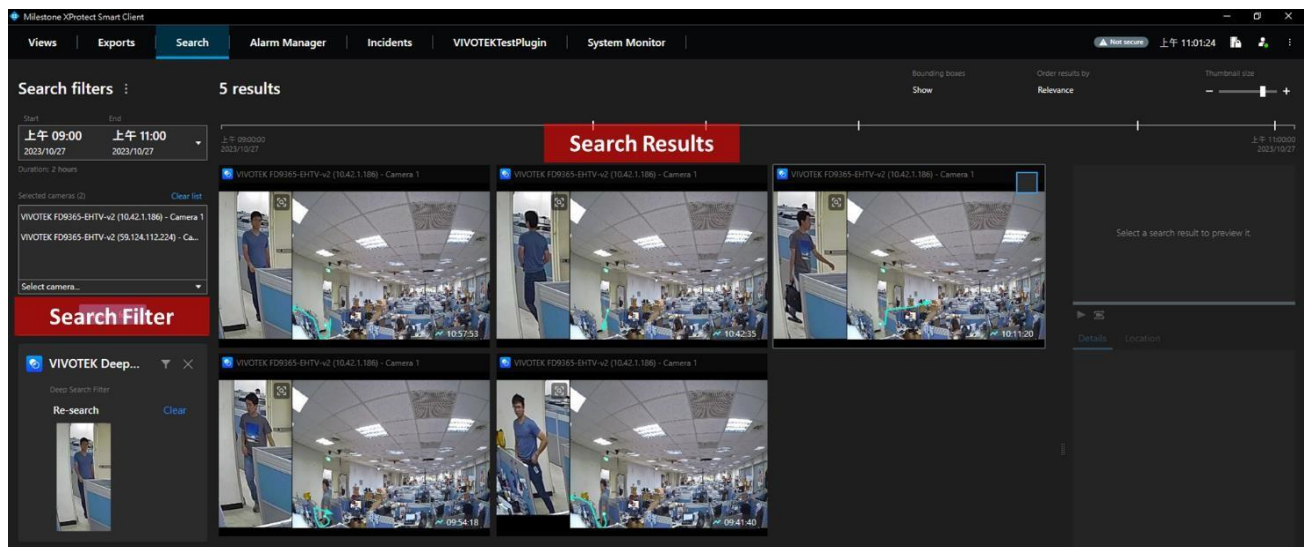 Milestone XProtect Smart Client
Views Exports Search Alarm Manager Incidents VIVOTEKTestPlugin System Monitor Not secure 上午 11:01:24
Search filters 5 results
Bounding boxes Order results by Thumbnail size
Show Relevance
Start End
上午 09:00 上午 11:00
2023/10/27 2023/10/27
Duration: 2 hours
上午 09:00:00 上午 11:00:00
2023/10/27 2023/10/27
Search Results
Selected cameras (2) Clear list
VIVOTEK FD9365-EHTV-v2 (10.42.1.186) - Camera 1
VIVOTEK FD9365-EHTV-v2 (59.124.112.224) - Ca...
Select camera...
Search Filter
VIVOTEK Deep...
Deep Search Filter
Re-search Clear
VIVOTEK FD9365-EHTV-v2 (10.42.1.186) - Camera 1
10:57:53
VIVOTEK FD9365-EHTV-v2 (10.42.1.186) - Camera 1
10:42:35
VIVOTEK FD9365-EHTV-v2 (10.42.1.186) - Camera 1
10:11:20
VIVOTEK FD9365-EHTV-v2 (10.42.1.186) - Camera 1
09:54:18
VIVOTEK FD9365-EHTV-v2 (10.42.1.186) - Camera 1
09:41:40
Select a search result to preview it.
Details Location